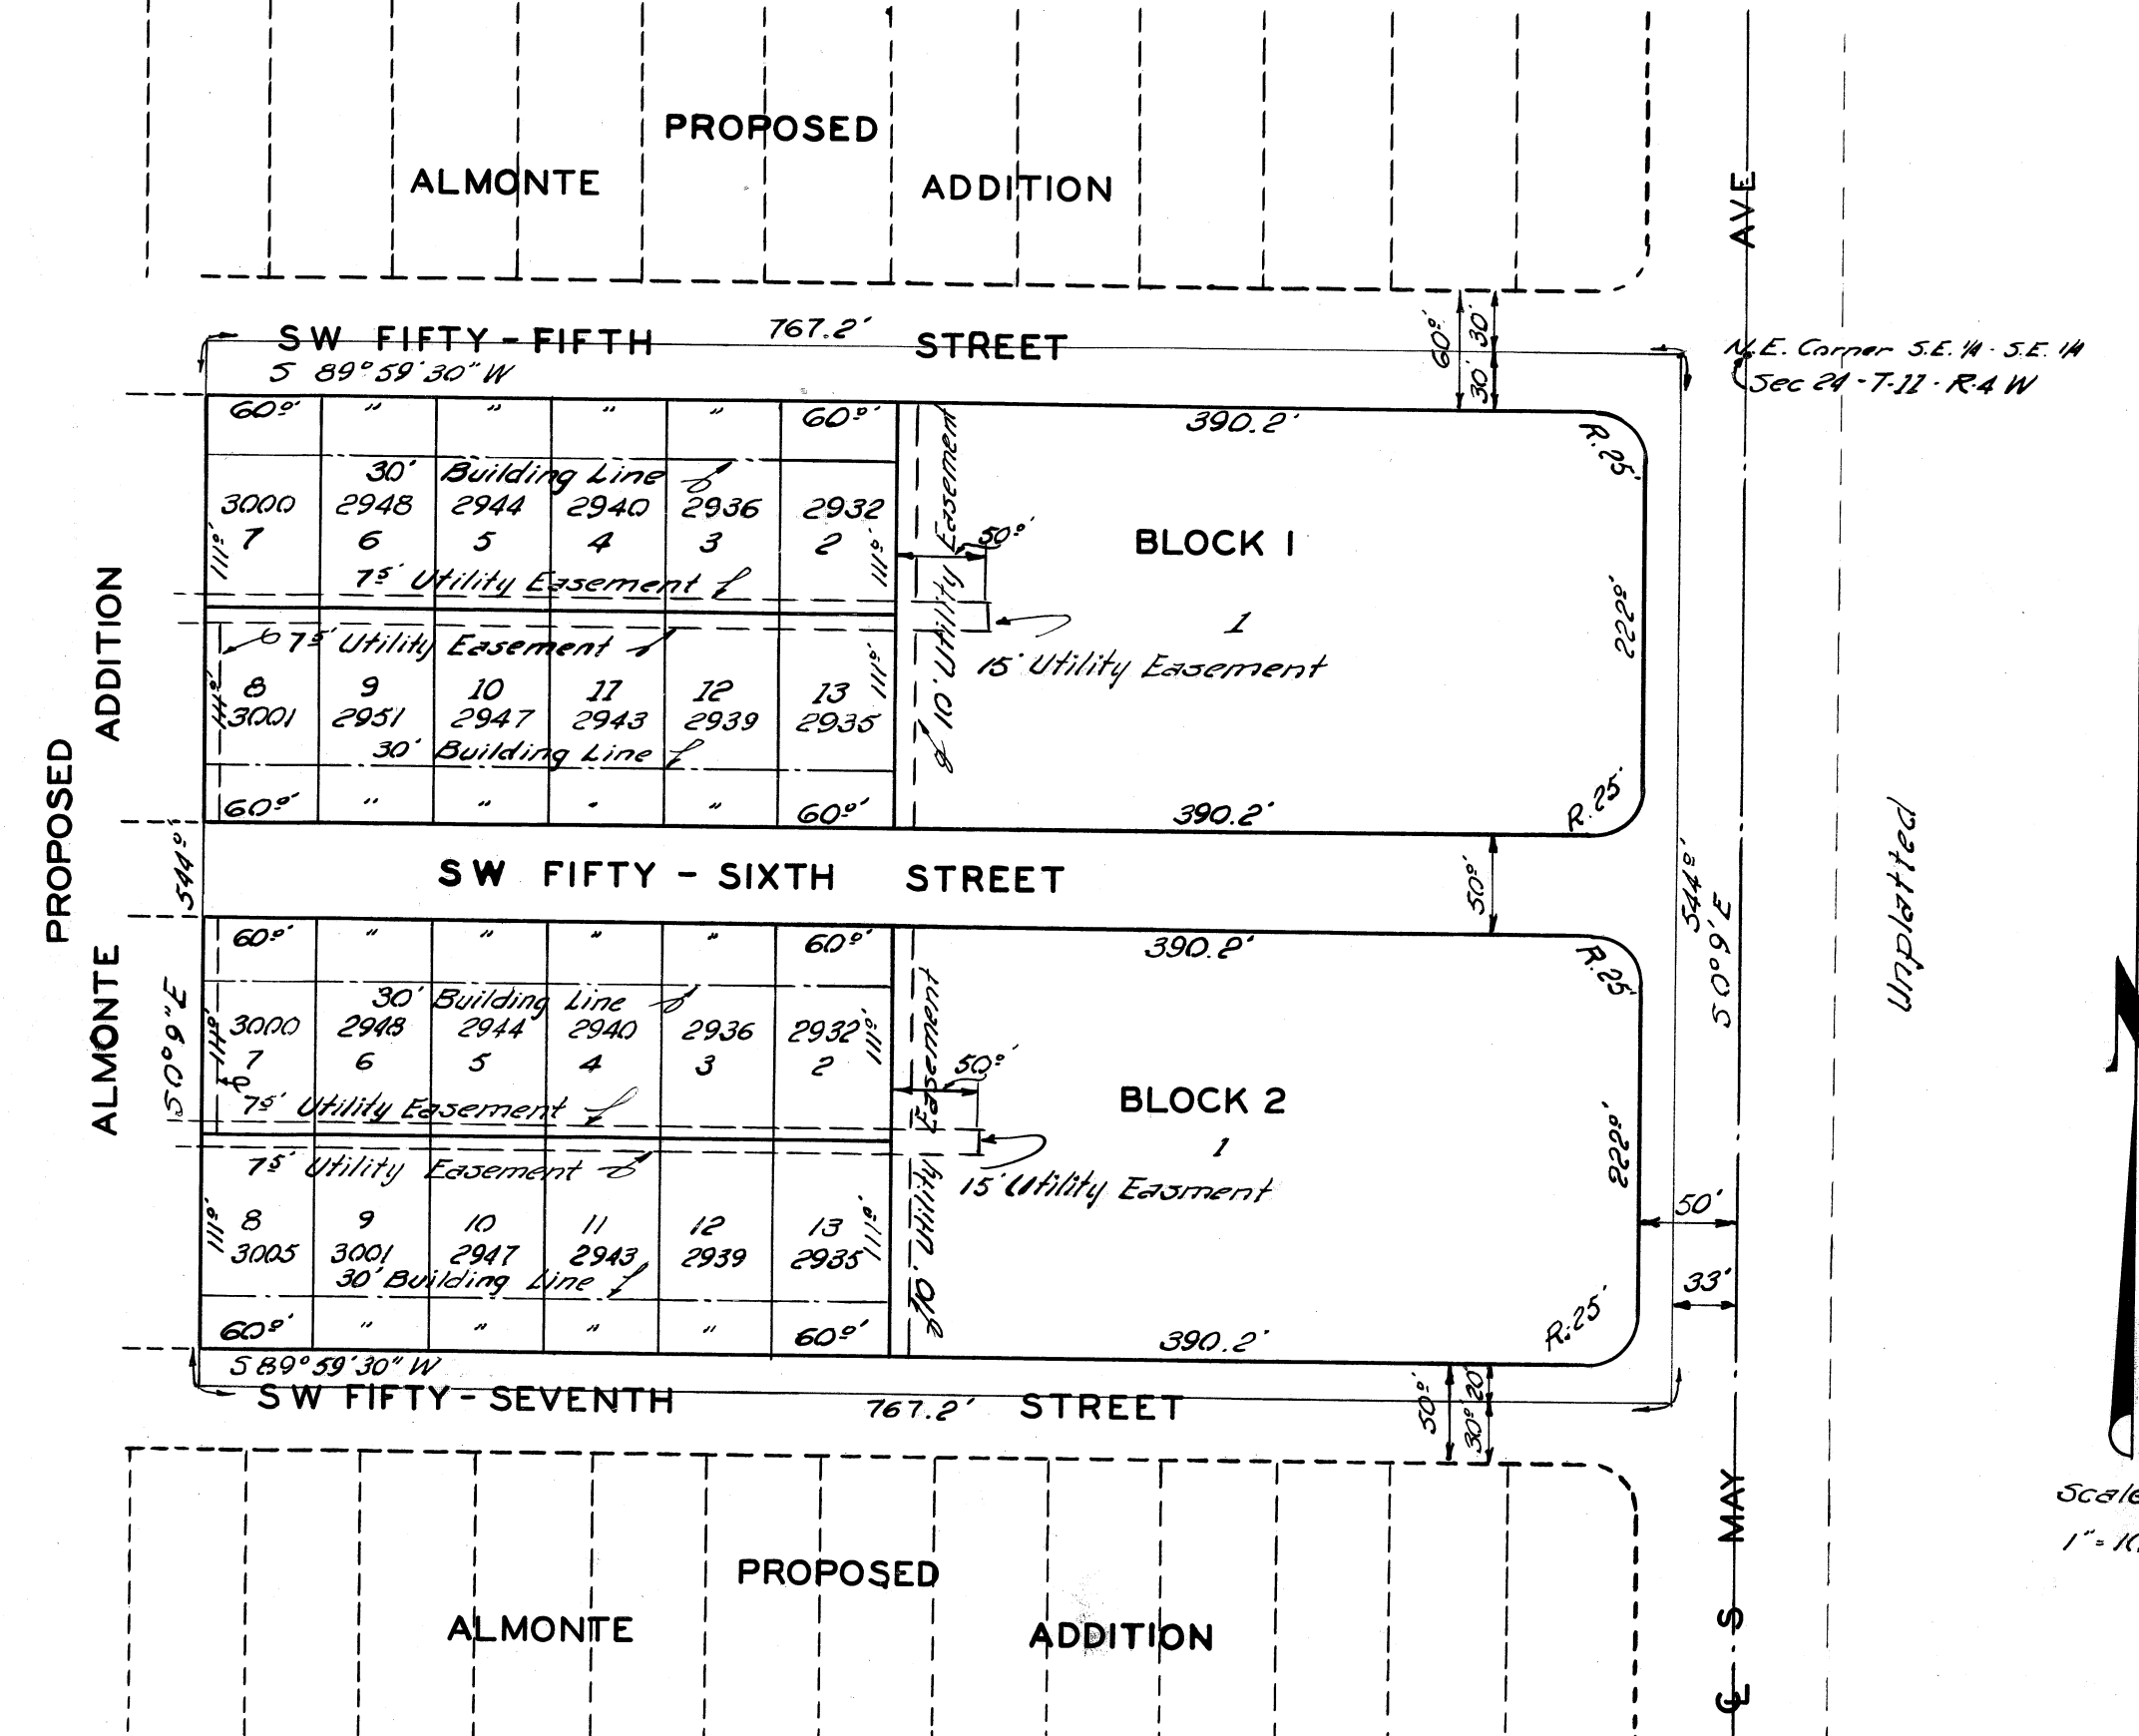 PROPOSED
ALMONTE ADDITION
AVE
SW FIFTY-FIFTH 767.2' STREET
S 89°59'30" W
60.0' 30' 30'
N.E. Corner S.E. 1/4 - S.E. 1/4
Sec 24 - T-11 - R-4 W
60.0' " " " " 60.0'
390.2'
R.25'
30' Building Line
3000 2948 2944 2940 2936 2932
7 6 5 4 3 2
111.0' 111.0'
7.5' Utility Easement
50.0'
10' Utility Easement
BLOCK 1
1
222.0'
15' Utility Easement
7.5' Utility Easement
111.0' 111.0'
8 9 10 11 12 13
3001 2951 2947 2943 2939 2935
30' Building Line
60.0' " " " " 60.0'
390.2'
R.25'
PROPOSED
ALMONTE ADDITION
544.0'
S 0°9' E
SW FIFTY-SIXTH STREET
50.0'
544.0'
S 0°9' E
Unplatted
60.0' " " " " 60.0'
390.2'
R.25'
30' Building Line
3000 2948 2944 2940 2936 2932
7 6 5 4 3 2
111.0' 111.0'
7.5' Utility Easement
50.0'
10' Utility Easement
BLOCK 2
1
222.0'
15' Utility Easment
7.5' Utility Easement
111.0' 111.0'
8 9 10 11 12 13
3005 3001 2947 2943 2939 2935
30' Building Line
60.0' " " " " 60.0'
390.2'
R.25'
50'
33'
N
S 89°59'30" W
SW FIFTY-SEVENTH 767.2' STREET
50.0' 20' 30.0'
Scale
PROPOSED
ALMONTE ADDITION
℄ S MAY